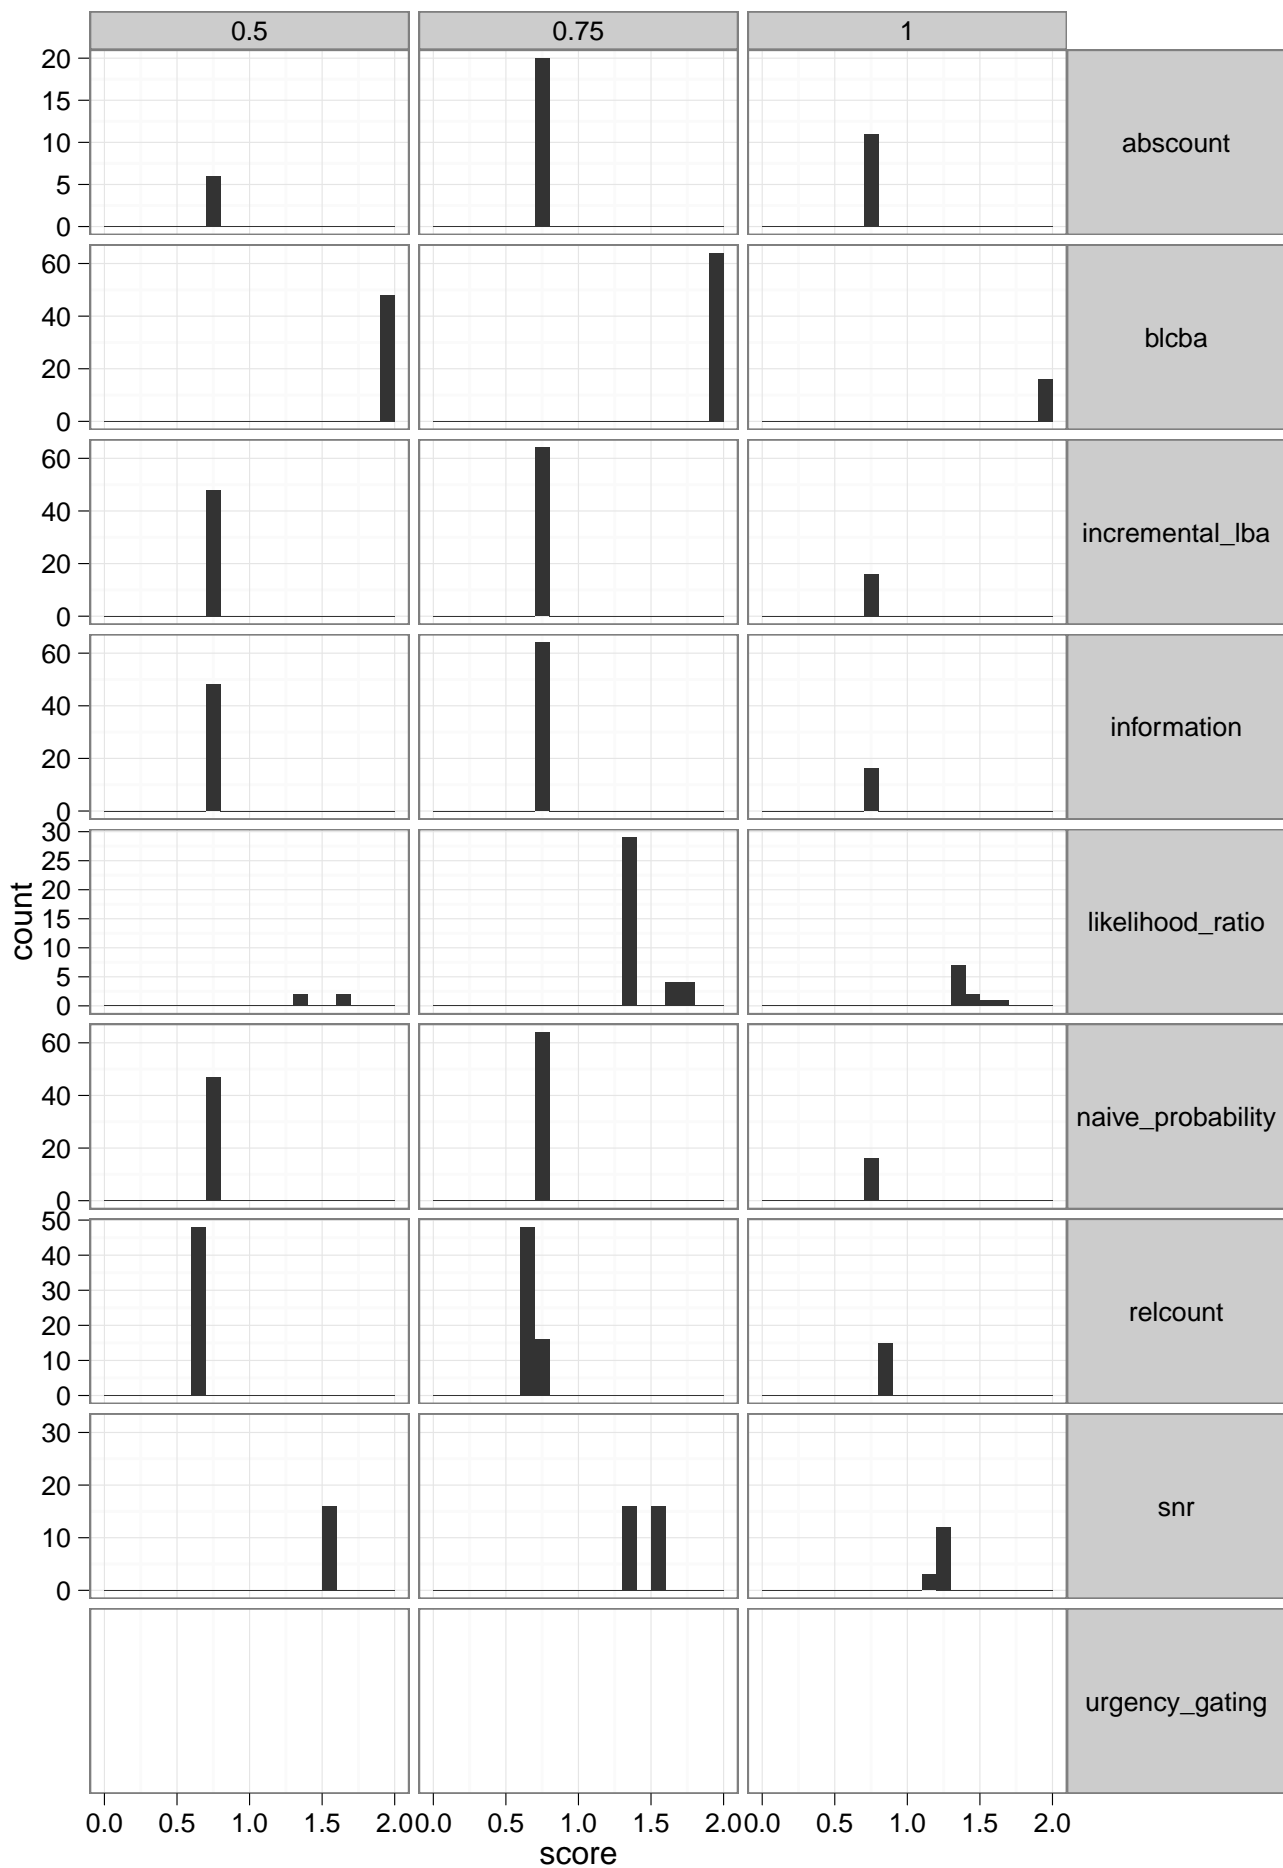 0.5 0.75 1
20
15
10
5
0
abscount
60
40
20
0
blcba
60
40
20
0
incremental_lba
60
40
20
0
information
30
25
20
15
10
5
0
likelihood_ratio
count
60
40
20
0
naive_probability
50
40
30
20
10
0
relcount
30
20
10
0
snr
urgency_gating
0.0 0.5 1.0 1.5 2.0 0.0 0.5 1.0 1.5 2.0 0.0 0.5 1.0 1.5 2.0
score